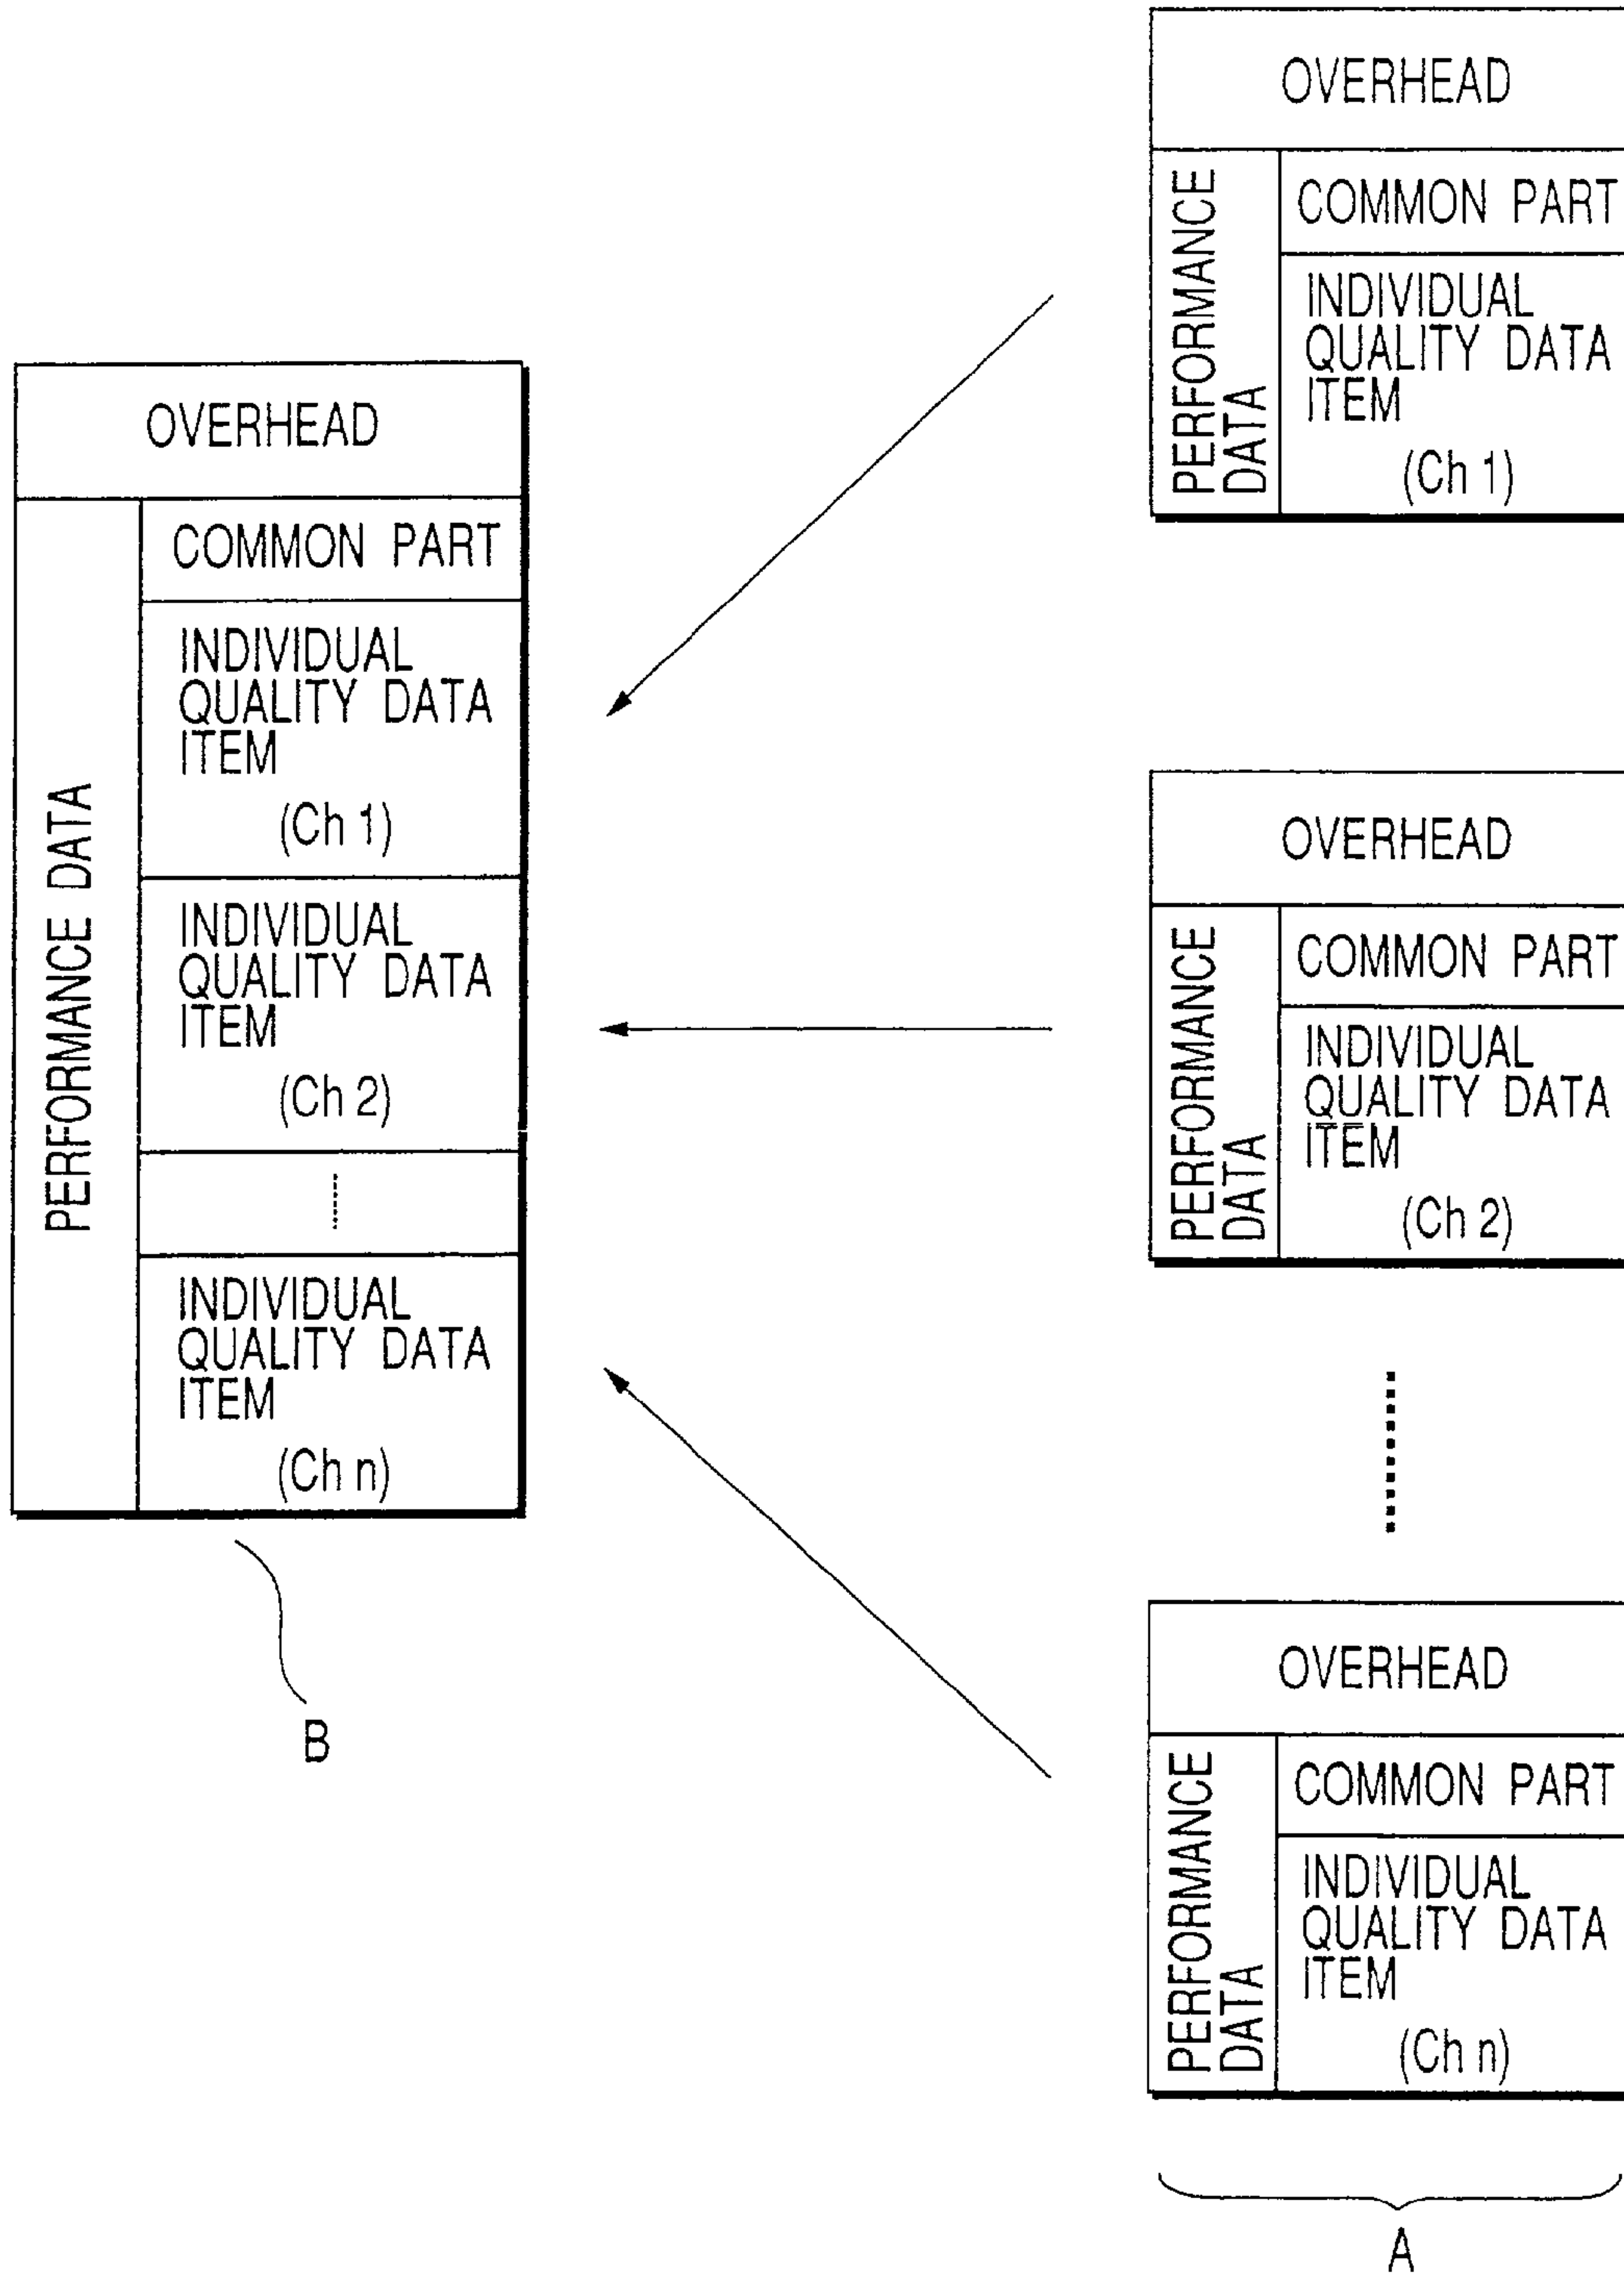 OVERHEAD
PERFORMANCE DATA
COMMON PART
INDIVIDUAL
QUALITY DATA
ITEM
(Ch 1)
INDIVIDUAL
QUALITY DATA
ITEM
(Ch 2)
INDIVIDUAL
QUALITY DATA
ITEM
(Ch n)
B
OVERHEAD
PERFORMANCE
DATA
COMMON PART
INDIVIDUAL
QUALITY DATA
ITEM
(Ch 1)
OVERHEAD
PERFORMANCE
DATA
COMMON PART
INDIVIDUAL
QUALITY DATA
ITEM
(Ch 2)
OVERHEAD
PERFORMANCE
DATA
COMMON PART
INDIVIDUAL
QUALITY DATA
ITEM
(Ch n)
A